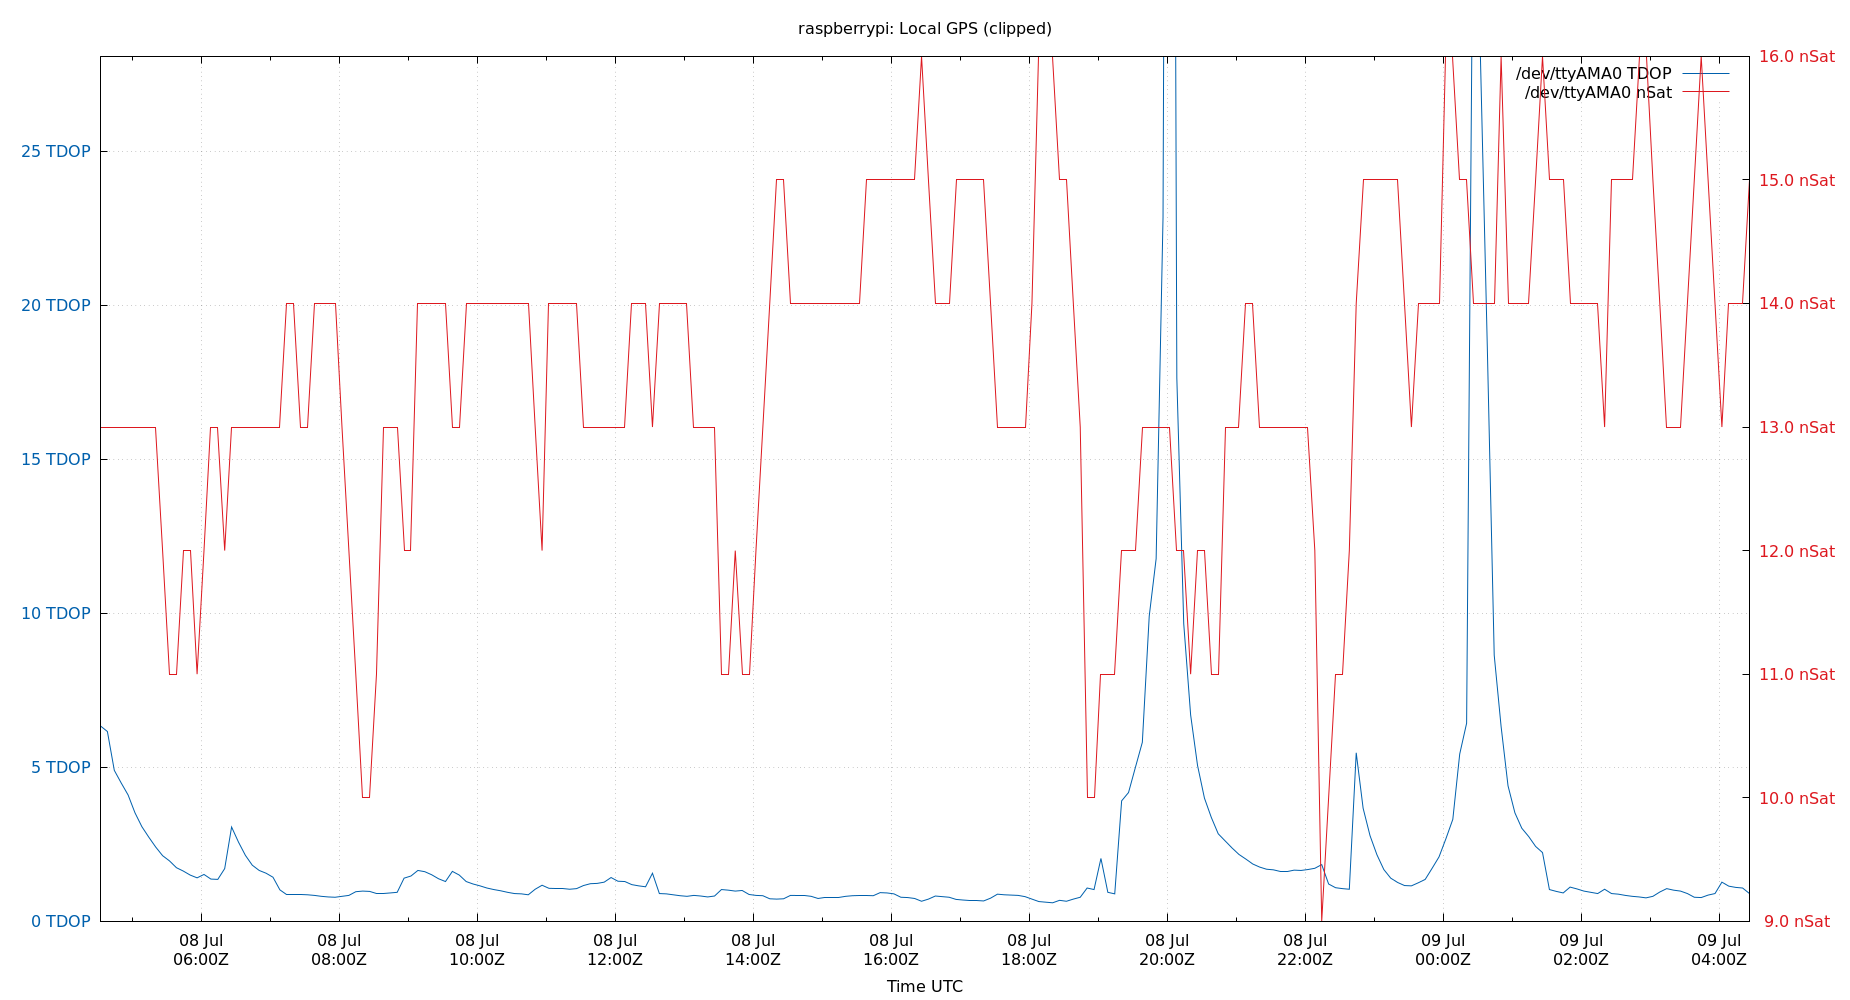 raspberrypi: Local GPS (clipped)
/dev/ttyAMA0 TDOP
/dev/ttyAMA0 nSat
25 TDOP
20 TDOP
15 TDOP
10 TDOP
5 TDOP
0 TDOP
16.0 nSat
15.0 nSat
14.0 nSat
13.0 nSat
12.0 nSat
11.0 nSat
10.0 nSat
9.0 nSat
08 Jul
06:00Z
08 Jul
08:00Z
08 Jul
10:00Z
08 Jul
12:00Z
08 Jul
14:00Z
08 Jul
16:00Z
08 Jul
18:00Z
08 Jul
20:00Z
08 Jul
22:00Z
09 Jul
00:00Z
09 Jul
02:00Z
09 Jul
04:00Z
Time UTC